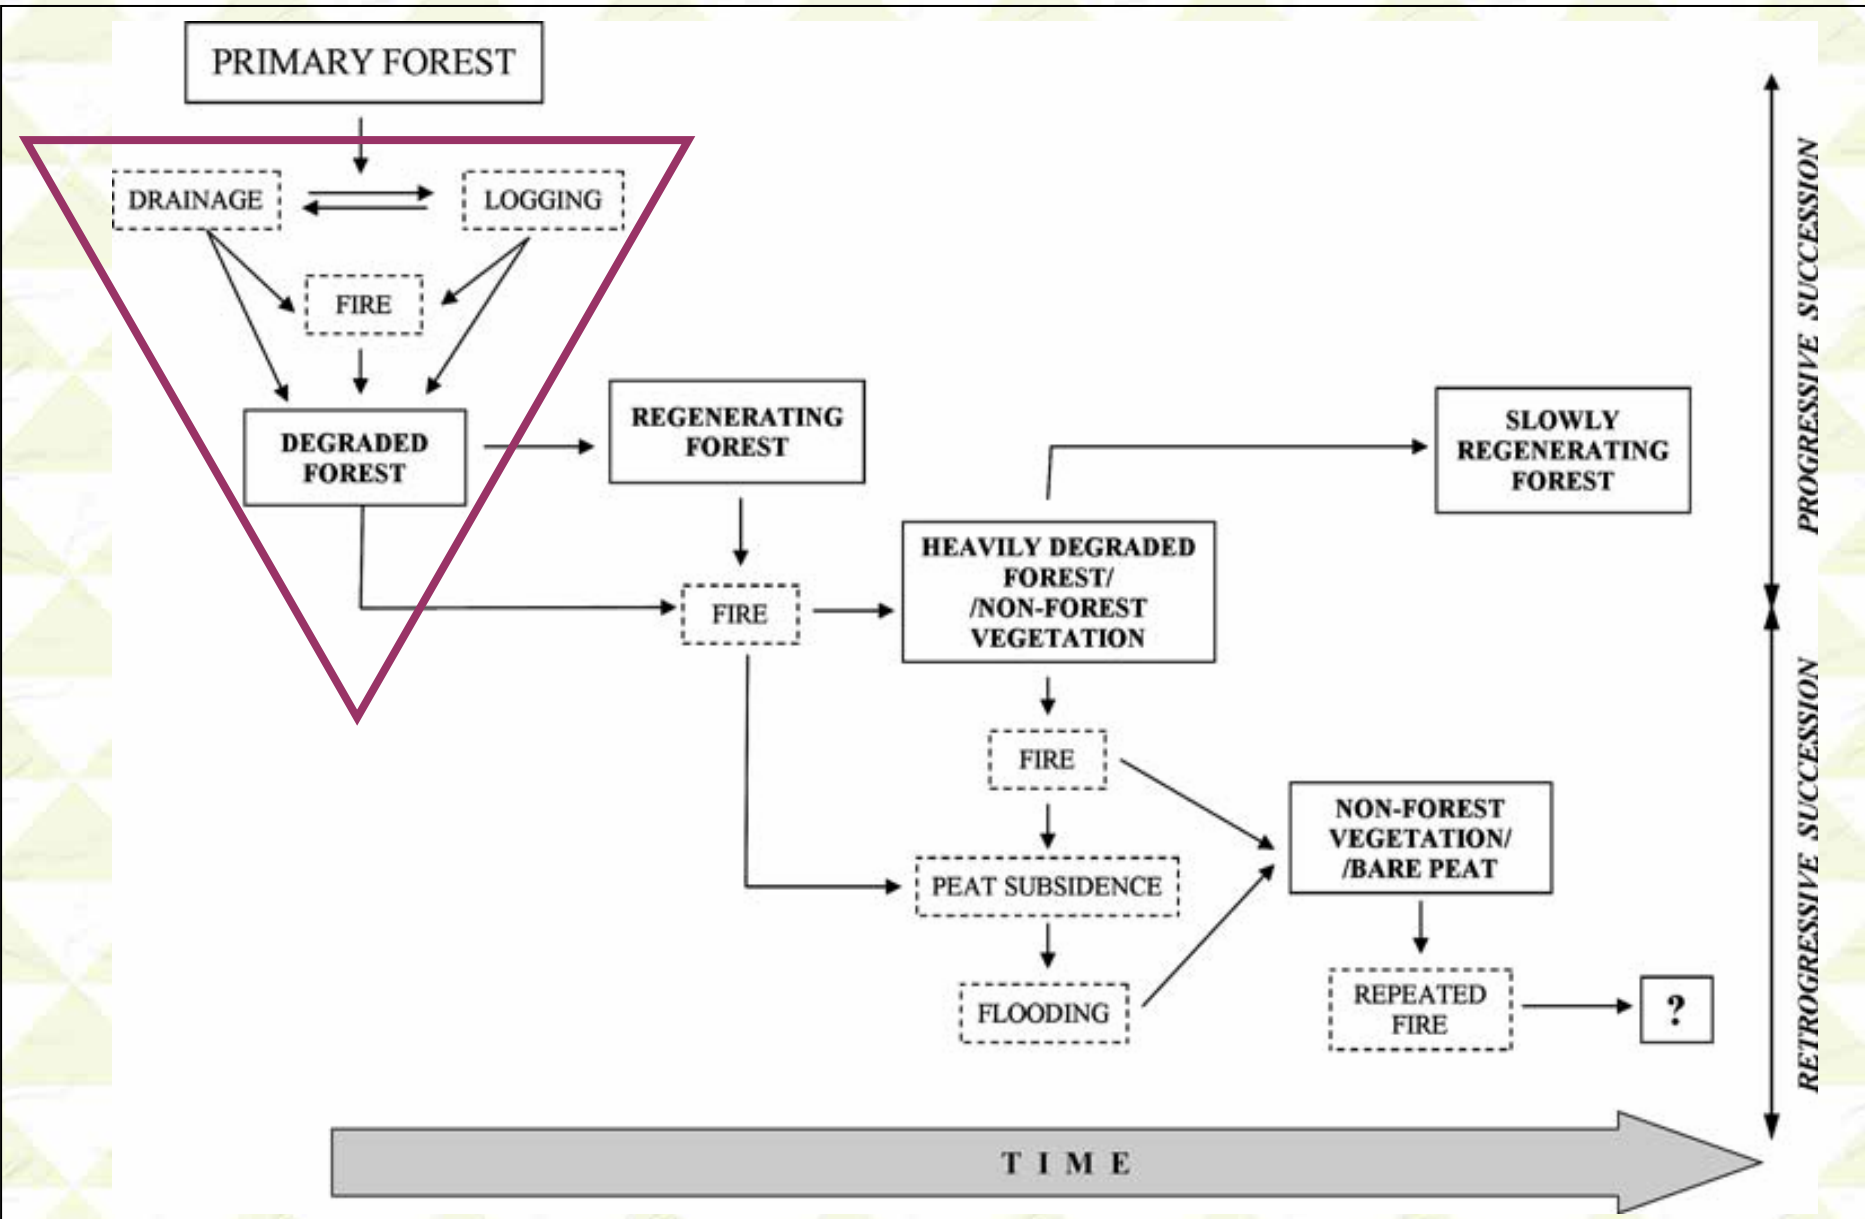 PRIMARY FOREST
DRAINAGE
LOGGING
FIRE
DEGRADED
FOREST
REGENERATING
FOREST
FIRE
HEAVILY DEGRADED
FOREST/
/NON-FOREST
VEGETATION
SLOWLY
REGENERATING
FOREST
FIRE
PEAT SUBSIDENCE
FLOODING
NON-FOREST
VEGETATION/
/BARE PEAT
REPEATED
FIRE
?
PROGRESSIVE SUCCESSION
RETROGRESSIVE SUCCESSION
TIME